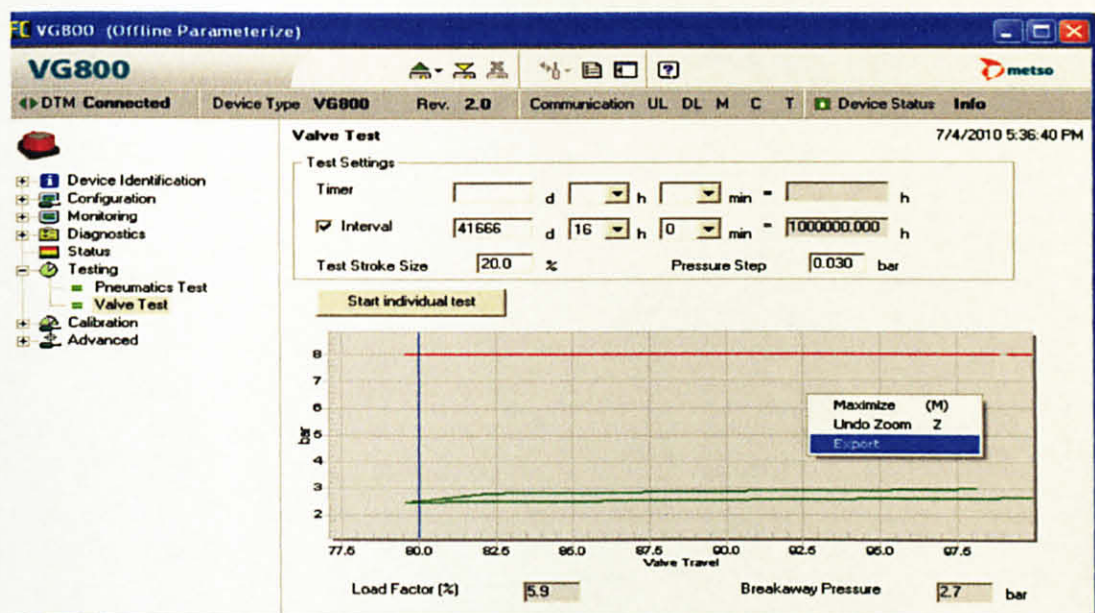 VG800 (Offline Parameterize)
VG800
metso
DTM Connected Device Type VG800 Rev. 2.0 Communication UL DL M C T Device Status Info
Valve Test 7/4/2010 5:36:40 PM
Device Identification
Configuration
Monitoring
Diagnostics
Status
Testing
Pneumatics Test
Valve Test
Calibration
Advanced
Test Settings
Timer d h min = h
Interval 41666 d 16 h 0 min = 1000000.000 h
Test Stroke Size 20.0 % Pressure Step 0.030 bar
Start individual test
8
7
6
5
4
3
2
bar
Maximize (M)
Undo Zoom Z
Export
77.5 80.0 82.5 85.0 87.5 90.0 92.5 95.0 97.5
Valve Travel
Load Factor (%) 5.9 Breakaway Pressure 2.7 bar